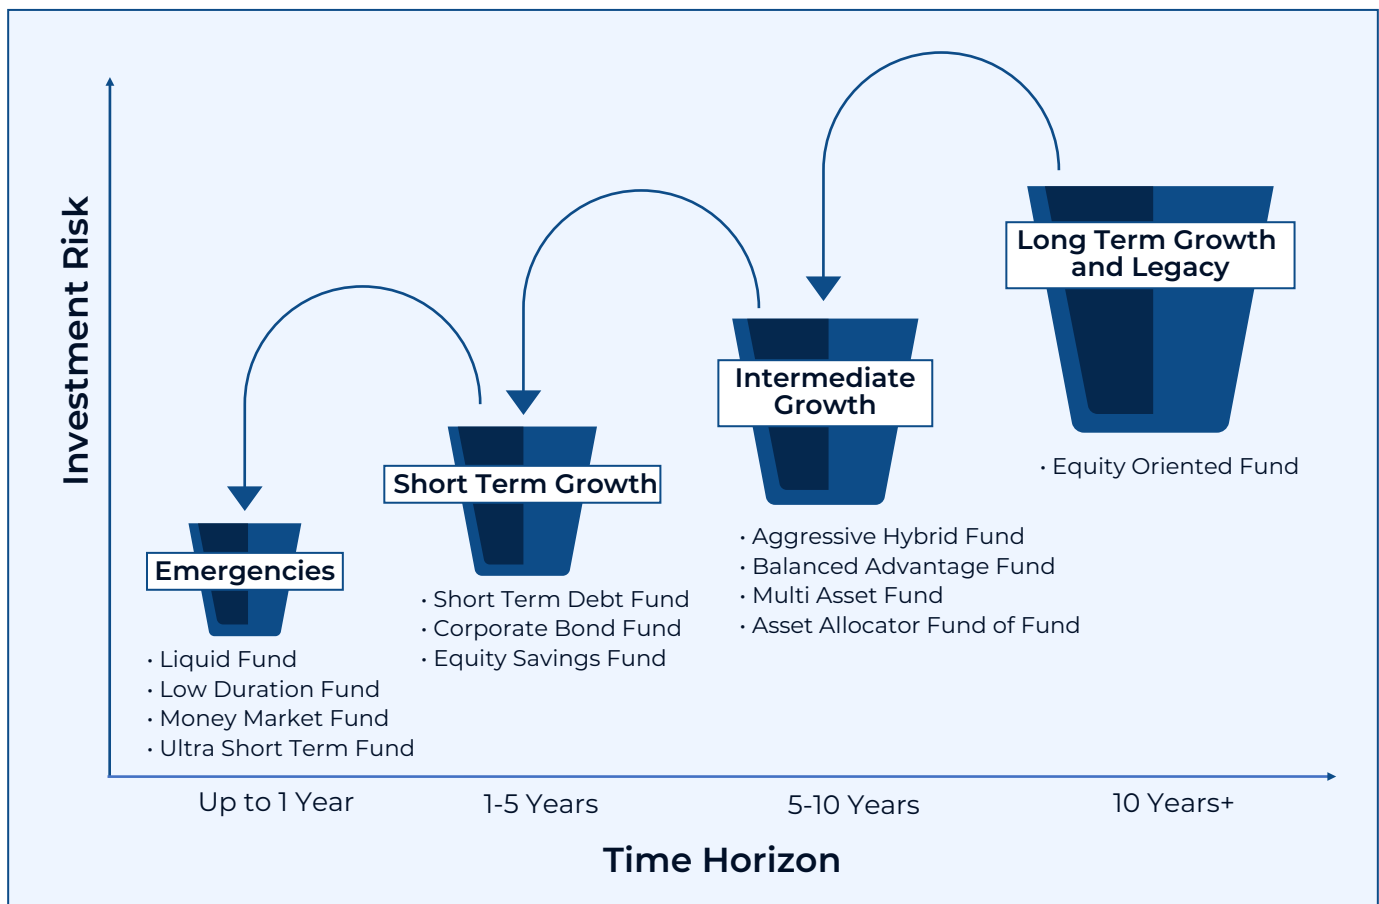 Investment Risk
Long Term Growth
and Legacy
• Equity Oriented Fund
Intermediate
Growth
• Aggressive Hybrid Fund
• Balanced Advantage Fund
• Multi Asset Fund
• Asset Allocator Fund of Fund
Short Term Growth
• Short Term Debt Fund
• Corporate Bond Fund
• Equity Savings Fund
Emergencies
• Liquid Fund
• Low Duration Fund
• Money Market Fund
• Ultra Short Term Fund
Up to 1 Year
1-5 Years
5-10 Years
10 Years+
Time Horizon